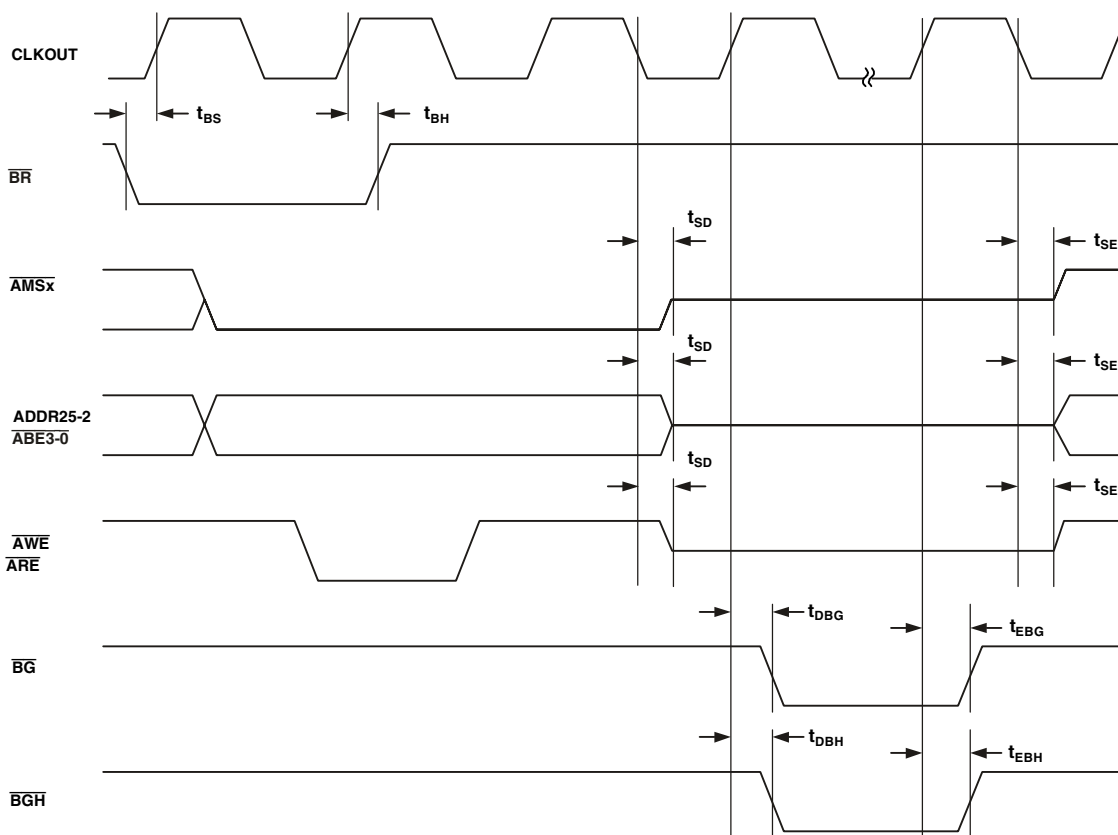 CLKOUT
tBS
tBH
BR
tSD
tSE
AMSx
tSD
tSE
ADDR25-2
ABE3-0
tSD
tSE
AWE
ARE
tDBG
tEBG
BG
tDBH
tEBH
BGH